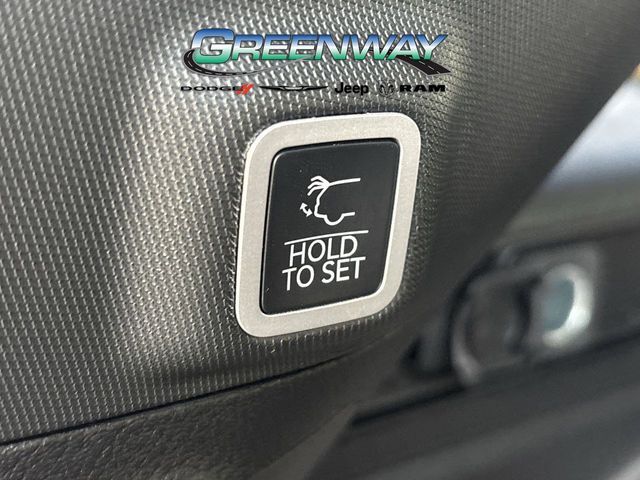 GREENWAY
DODGE Jeep RAM
HOLD
TO SET